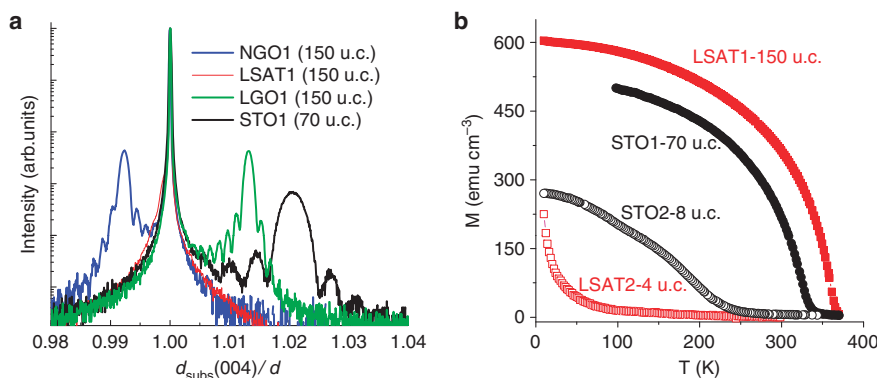 a
NGO1 (150 u.c.)
LSAT1 (150 u.c.)
LGO1 (150 u.c.)
STO1 (70 u.c.)
Intensity (arb.units)
0.98 0.99 1.00 1.01 1.02 1.03 1.04
dsubs(004)/ d
b
600
450
300
150
0
M (emu cm−3)
LSAT1-150 u.c.
STO1-70 u.c.
STO2-8 u.c.
LSAT2-4 u.c.
0 100 200 300 400
T (K)